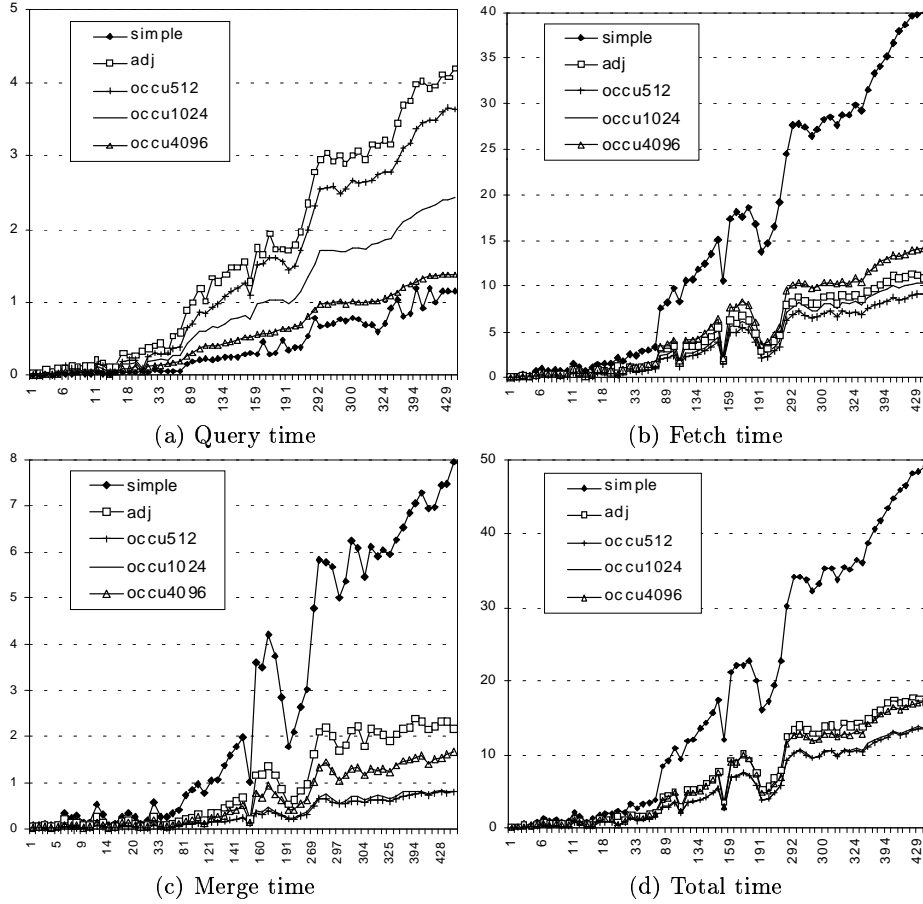 5
4
3
2
1
0
simple
adj
occu512
occu1024
occu4096
1 6 11 18 33 89 134 159 191 292 300 324 394 429
(a) Query time
40
35
30
25
20
15
10
5
0
simple
adj
occu512
occu1024
occu4096
1 6 11 18 33 89 134 159 191 292 300 324 394 429
(b) Fetch time
8
7
6
5
4
3
2
1
0
simple
adj
occu512
occu1024
occu4096
1 5 9 14 20 33 81 121 141 160 191 269 297 304 325 394 428
(c) Merge time
50
40
30
20
10
0
simple
adj
occu512
occu1024
occu4096
1 6 11 18 33 89 134 159 191 292 300 324 394 429
(d) Total time